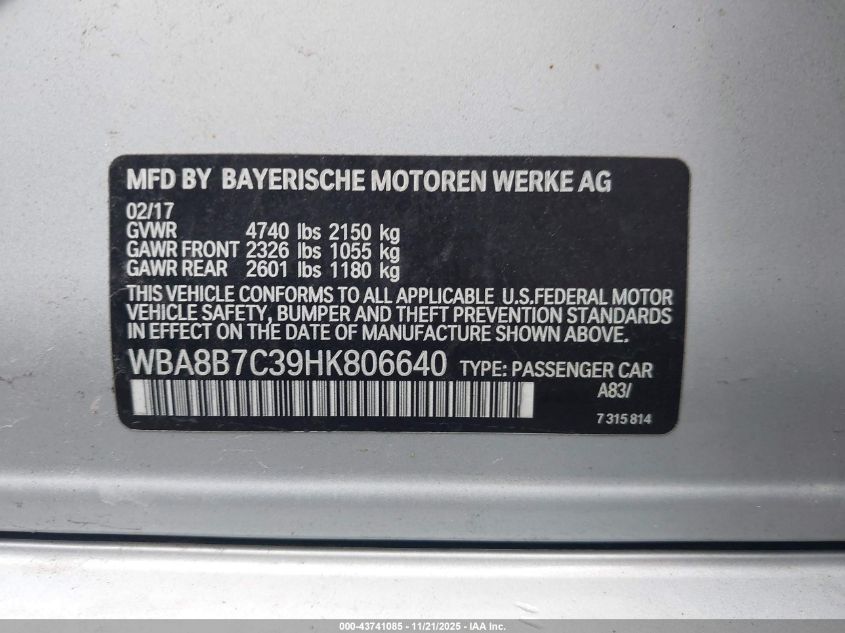 MFD BY BAYERISCHE MOTOREN WERKE AG
02/17
GVWR 4740 lbs 2150 kg
GAWR FRONT 2326 lbs 1055 kg
GAWR REAR 2601 lbs 1180 kg
THIS VEHICLE CONFORMS TO ALL APPLICABLE U.S.FEDERAL MOTOR
VEHICLE SAFETY, BUMPER AND THEFT PREVENTION STANDARDS
IN EFFECT ON THE DATE OF MANUFACTURE SHOWN ABOVE.
WBA8B7C39HK806640 TYPE: PASSENGER CAR
A83/
7 315 814
000-43741085 - 11/21/2025 - IAA Inc.